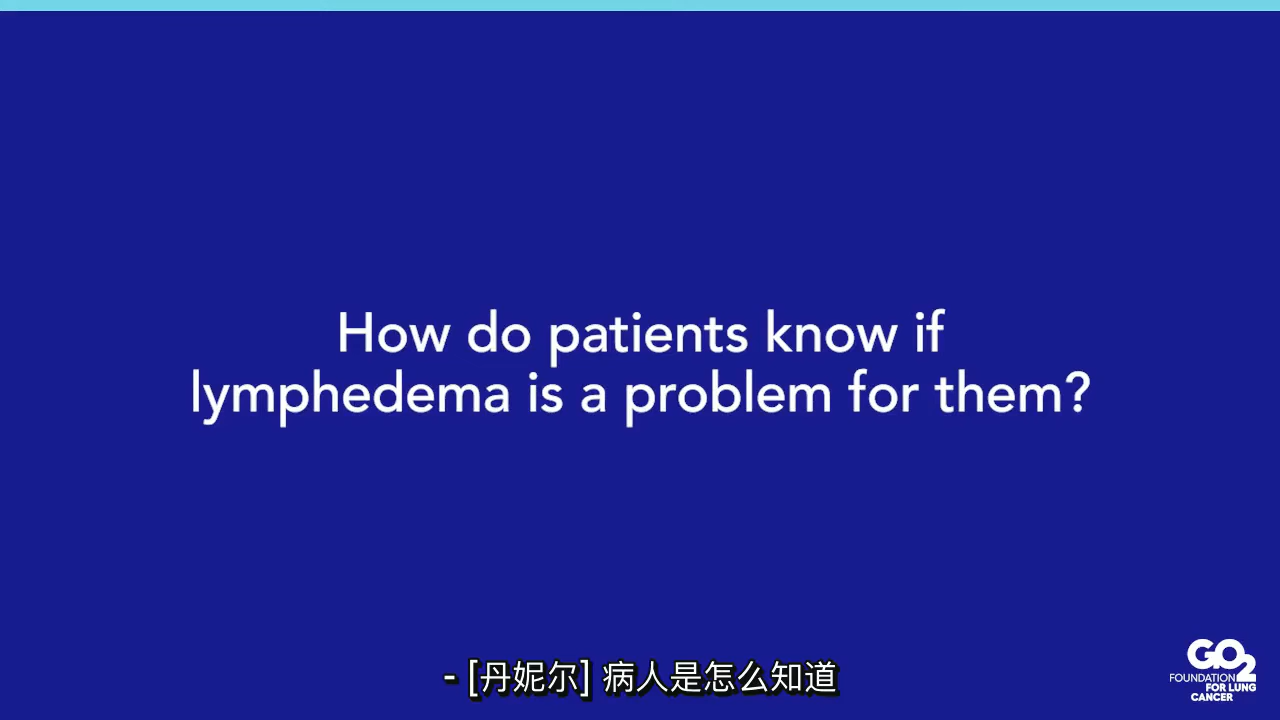 How do patients know if
lymphedema is a problem for them?
- [丹妮尔] 病人是怎么知道
GO2
FOUNDATION
FOR LUNG
CANCER